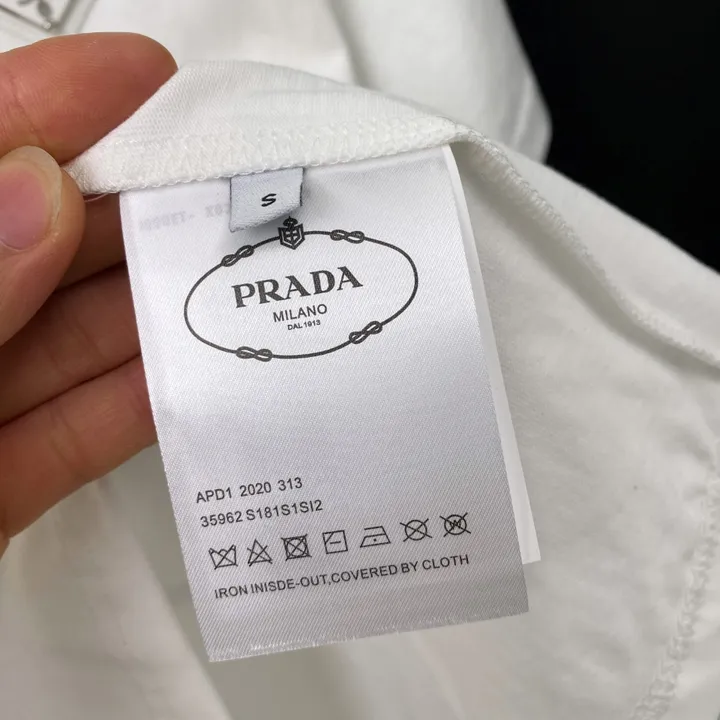 S
PRADA
MILANO
DAL 1913
APD1 2020 313
35962 S181S1SI2
IRON INISDE-OUT,COVERED BY CLOTH